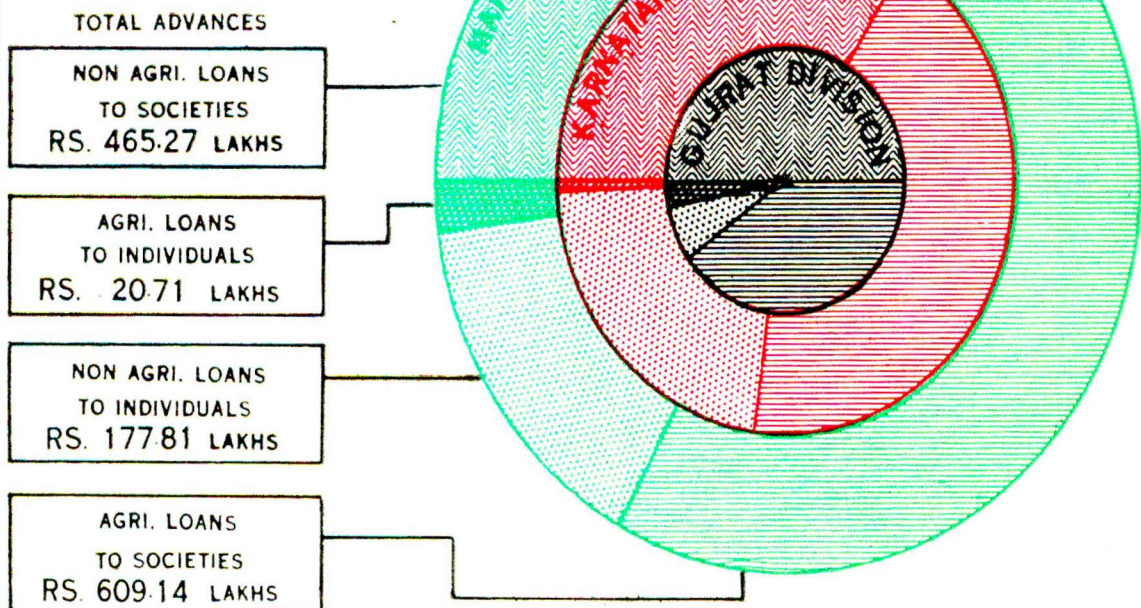 TOTAL ADVANCES
NON AGRI. LOANS
TO SOCIETIES
RS. 465.27 LAKHS
AGRI. LOANS
TO INDIVIDUALS
RS. 20.71 LAKHS
NON AGRI. LOANS
TO INDIVIDUALS
RS. 177.81 LAKHS
AGRI. LOANS
TO SOCIETIES
RS. 609.14 LAKHS
GUJRAT DIVISION